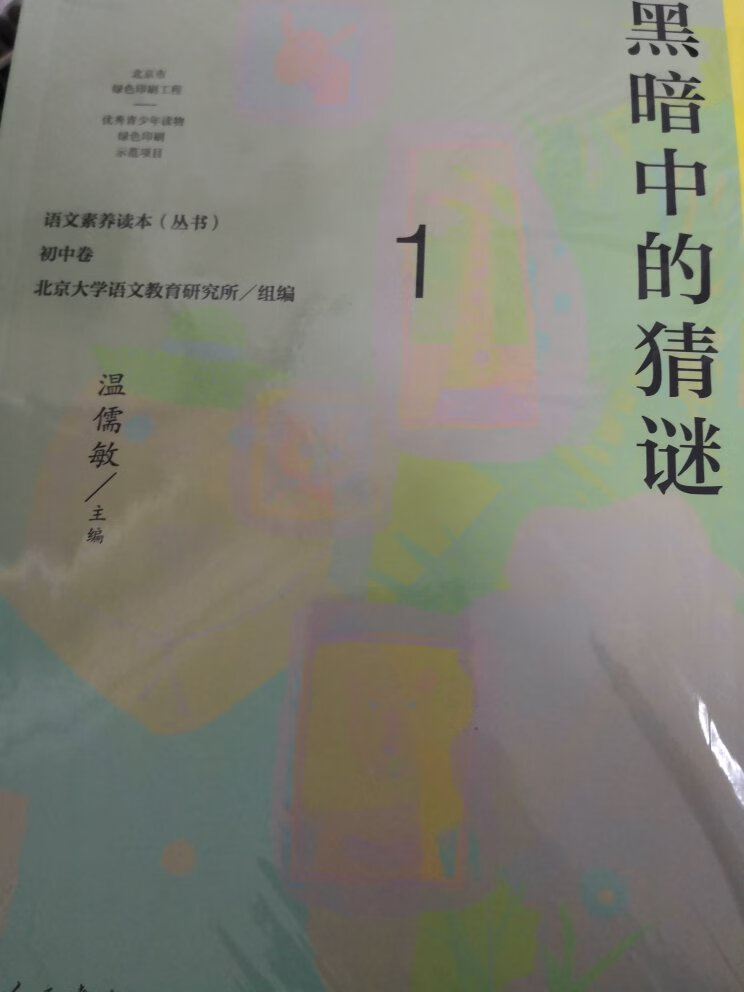 黑暗中的猜谜
北京市
绿色印刷工程
优秀青少年读物
绿色印刷
示范项目
语文素养读本（丛书）
初中卷
北京大学语文教育研究所／组编
1
温儒敏／主编